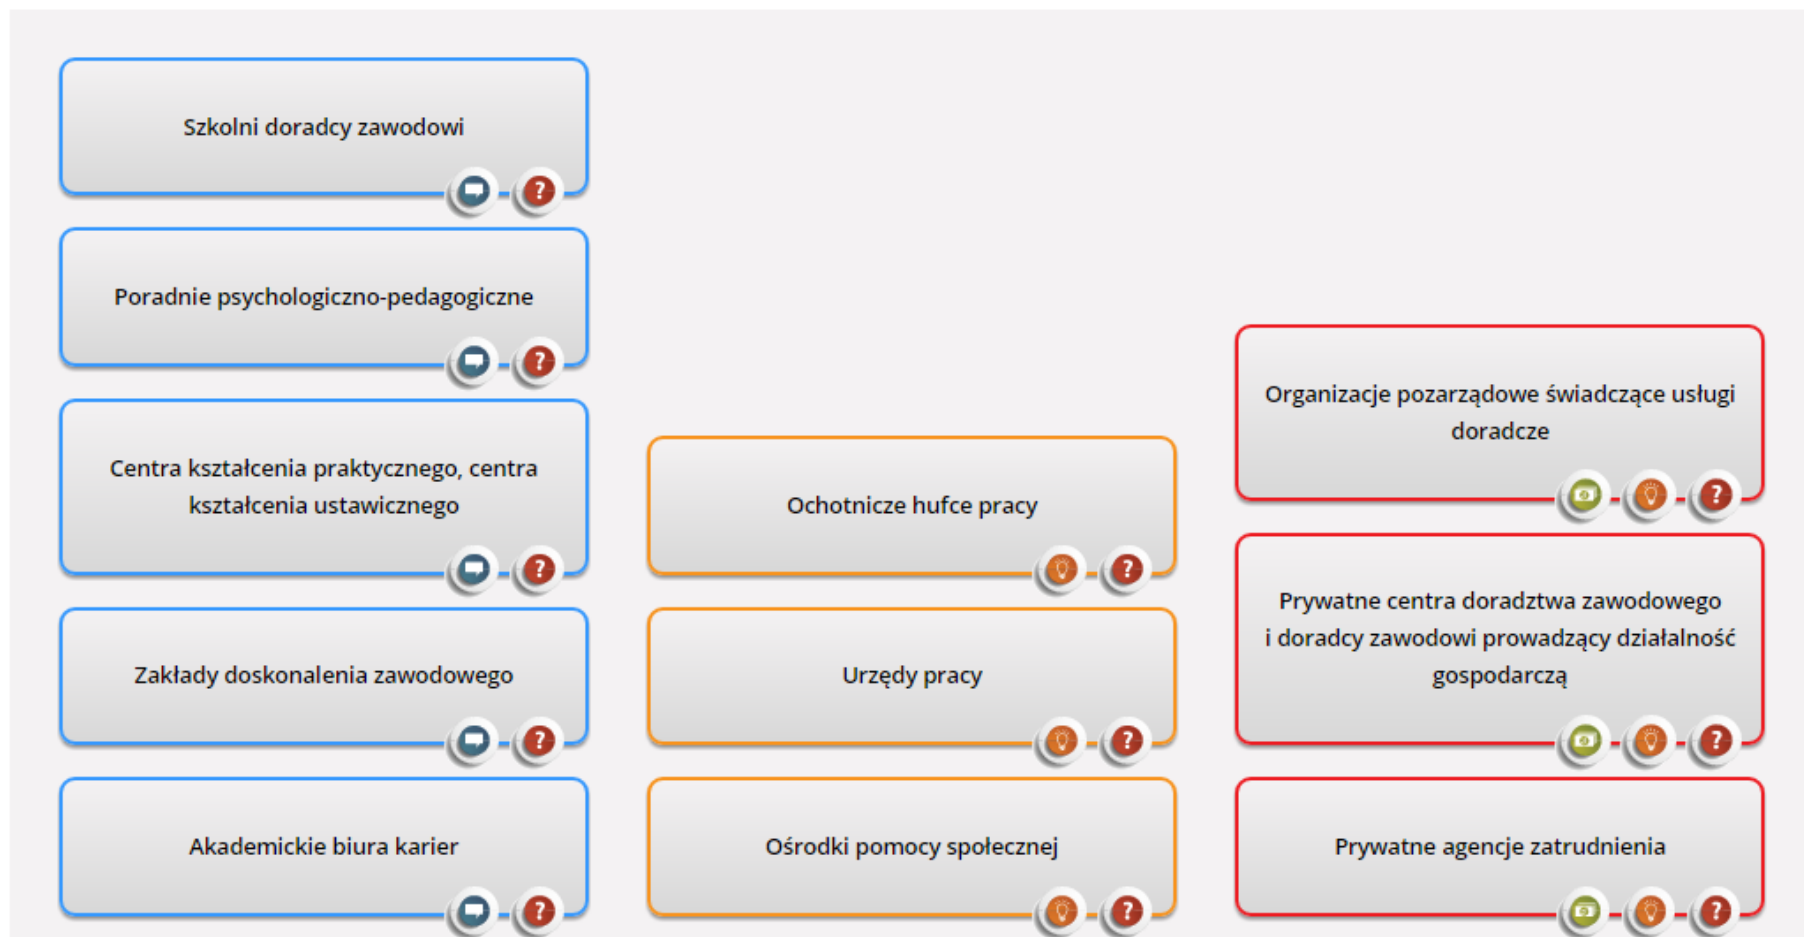 Szkolni doradcy zawodowi
?
Poradnie psychologiczno-pedagogiczne
?
Centra kształcenia praktycznego, centra
kształcenia ustawicznego
?
Zakłady doskonalenia zawodowego
?
Akademickie biura karier
?
Ochotnicze hufce pracy
?
Urzędy pracy
?
Ośrodki pomocy społecznej
?
Organizacje pozarządowe świadczące usługi
doradcze
?
Prywatne centra doradztwa zawodowego
i doradcy zawodowi prowadzący działalność
gospodarczą
?
Prywatne agencje zatrudnienia
?